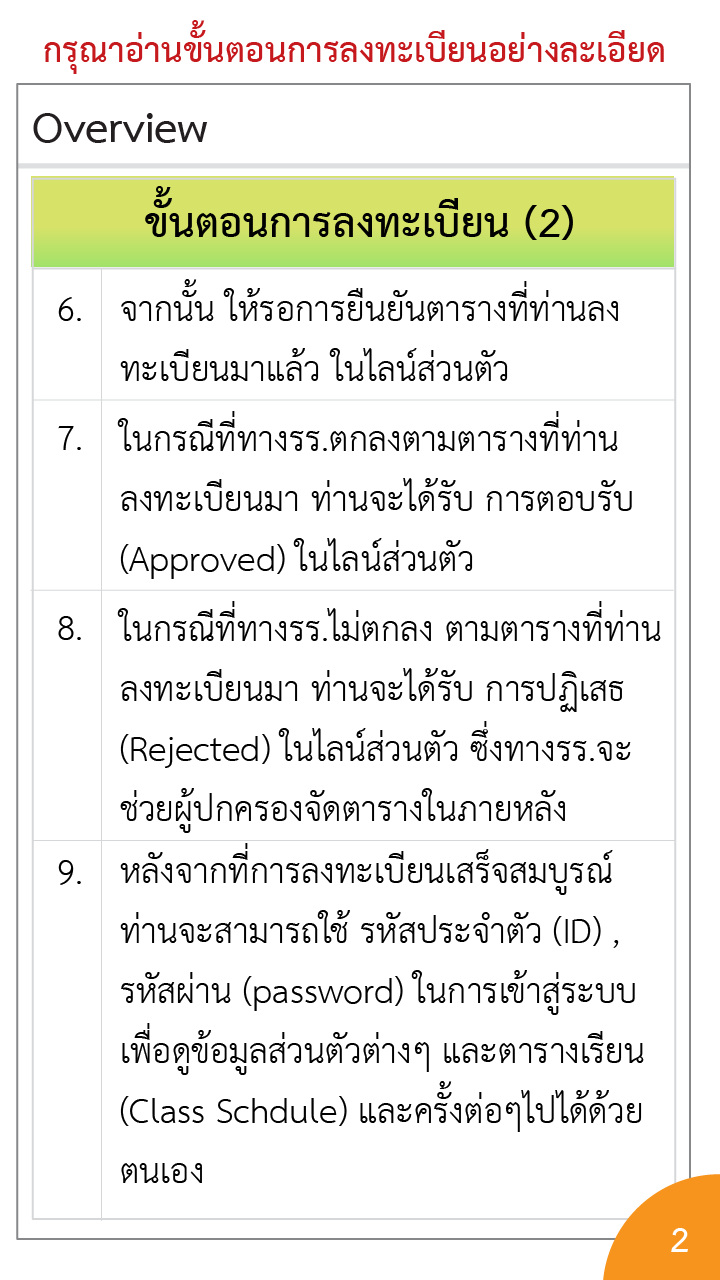 กรุณาอ่านขั้นตอนการลงทะเบียนอย่างละเอียด
Overview
ขั้นตอนการลงทะเบียน (2)
6. จากนั้น ให้รอการยืนยันตารางที่ท่านลง
ทะเบียนมาแล้ว ในไลน์ส่วนตัว
7. ในกรณีที่ทางรร.ตกลงตามตารางที่ท่าน
ลงทะเบียนมา ท่านจะได้รับ การตอบรับ
(Approved) ในไลน์ส่วนตัว
8. ในกรณีที่ทางรร.ไม่ตกลง ตามตารางที่ท่าน
ลงทะเบียนมา ท่านจะได้รับ การปฏิเสธ
(Rejected) ในไลน์ส่วนตัว ซึ่งทางรร.จะ
ช่วยผู้ปกครองจัดตารางในภายหลัง
9. หลังจากที่การลงทะเบียนเสร็จสมบูรณ์
ท่านจะสามารถใช้ รหัสประจำตัว (ID) ,
รหัสผ่าน (password) ในการเข้าสู่ระบบ
เพื่อดูข้อมูลส่วนตัวต่างๆ และตารางเรียน
(Class Schdule) และครั้งต่อๆไปได้ด้วย
ตนเอง
2